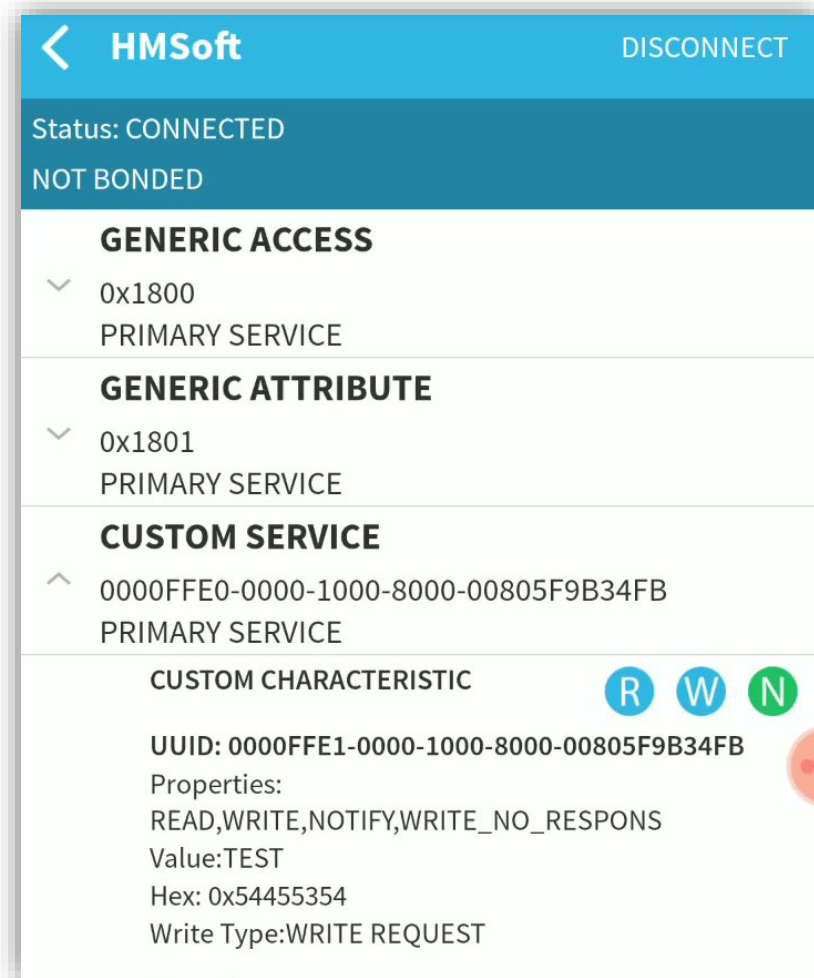 HMSoft DISCONNECT
Status: CONNECTED
NOT BONDED
GENERIC ACCESS
0x1800
PRIMARY SERVICE
GENERIC ATTRIBUTE
0x1801
PRIMARY SERVICE
CUSTOM SERVICE
0000FFE0-0000-1000-8000-00805F9B34FB
PRIMARY SERVICE
CUSTOM CHARACTERISTIC R W N
UUID: 0000FFE1-0000-1000-8000-00805F9B34FB
Properties:
READ,WRITE,NOTIFY,WRITE_NO_RESPONS
Value:TEST
Hex: 0x54455354
Write Type:WRITE REQUEST